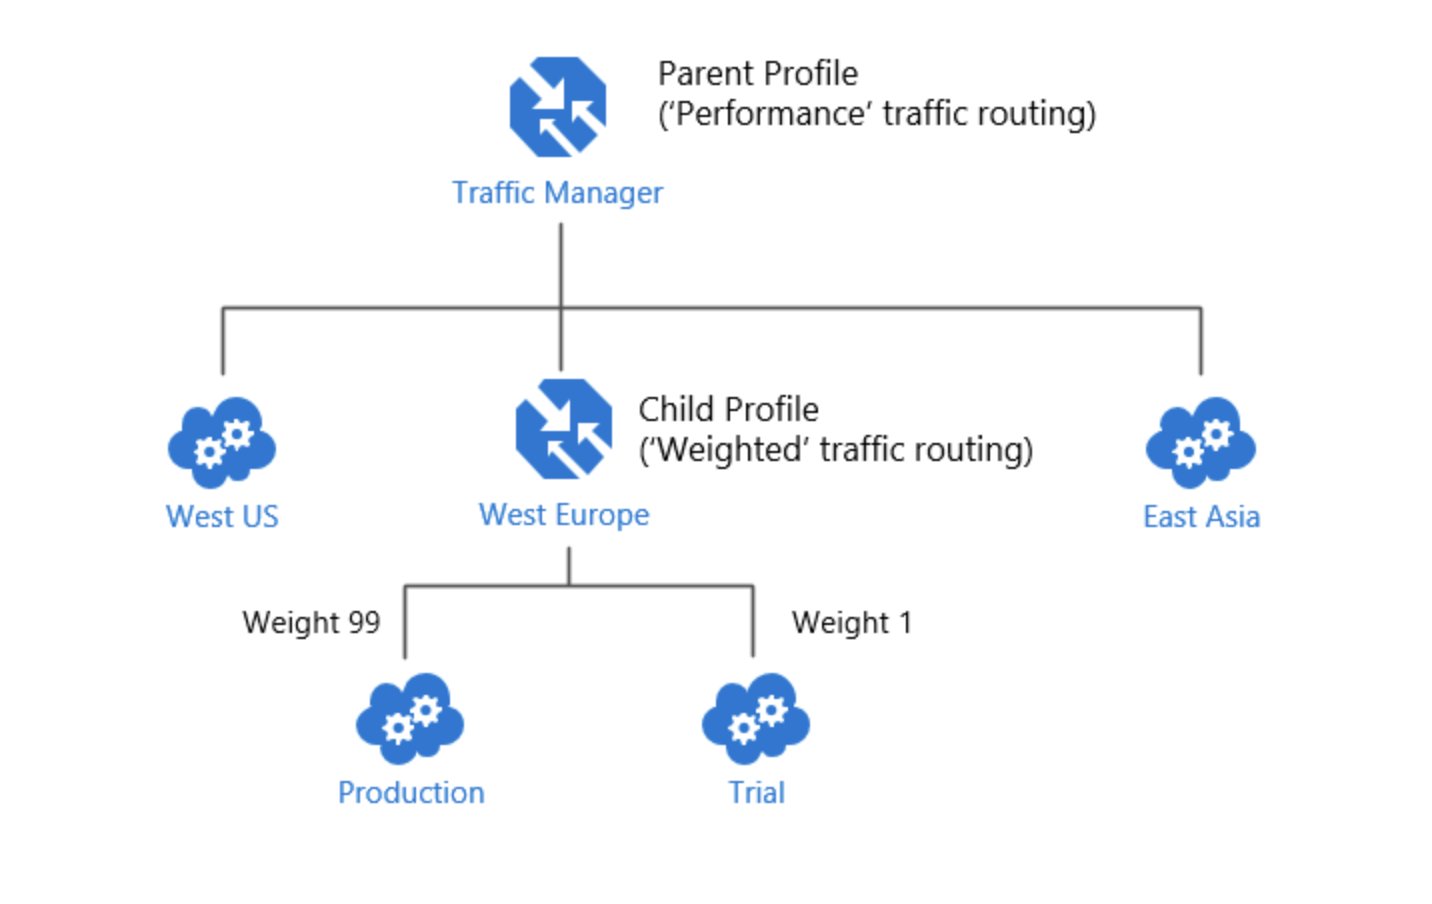 Parent Profile
(‘Performance‘ traffic routing)
Traffic Manager
Child Profile
(‘Weighted‘ traffic routing)
West US
West Europe
East Asia
Weight 99
Weight 1
Production
Trial